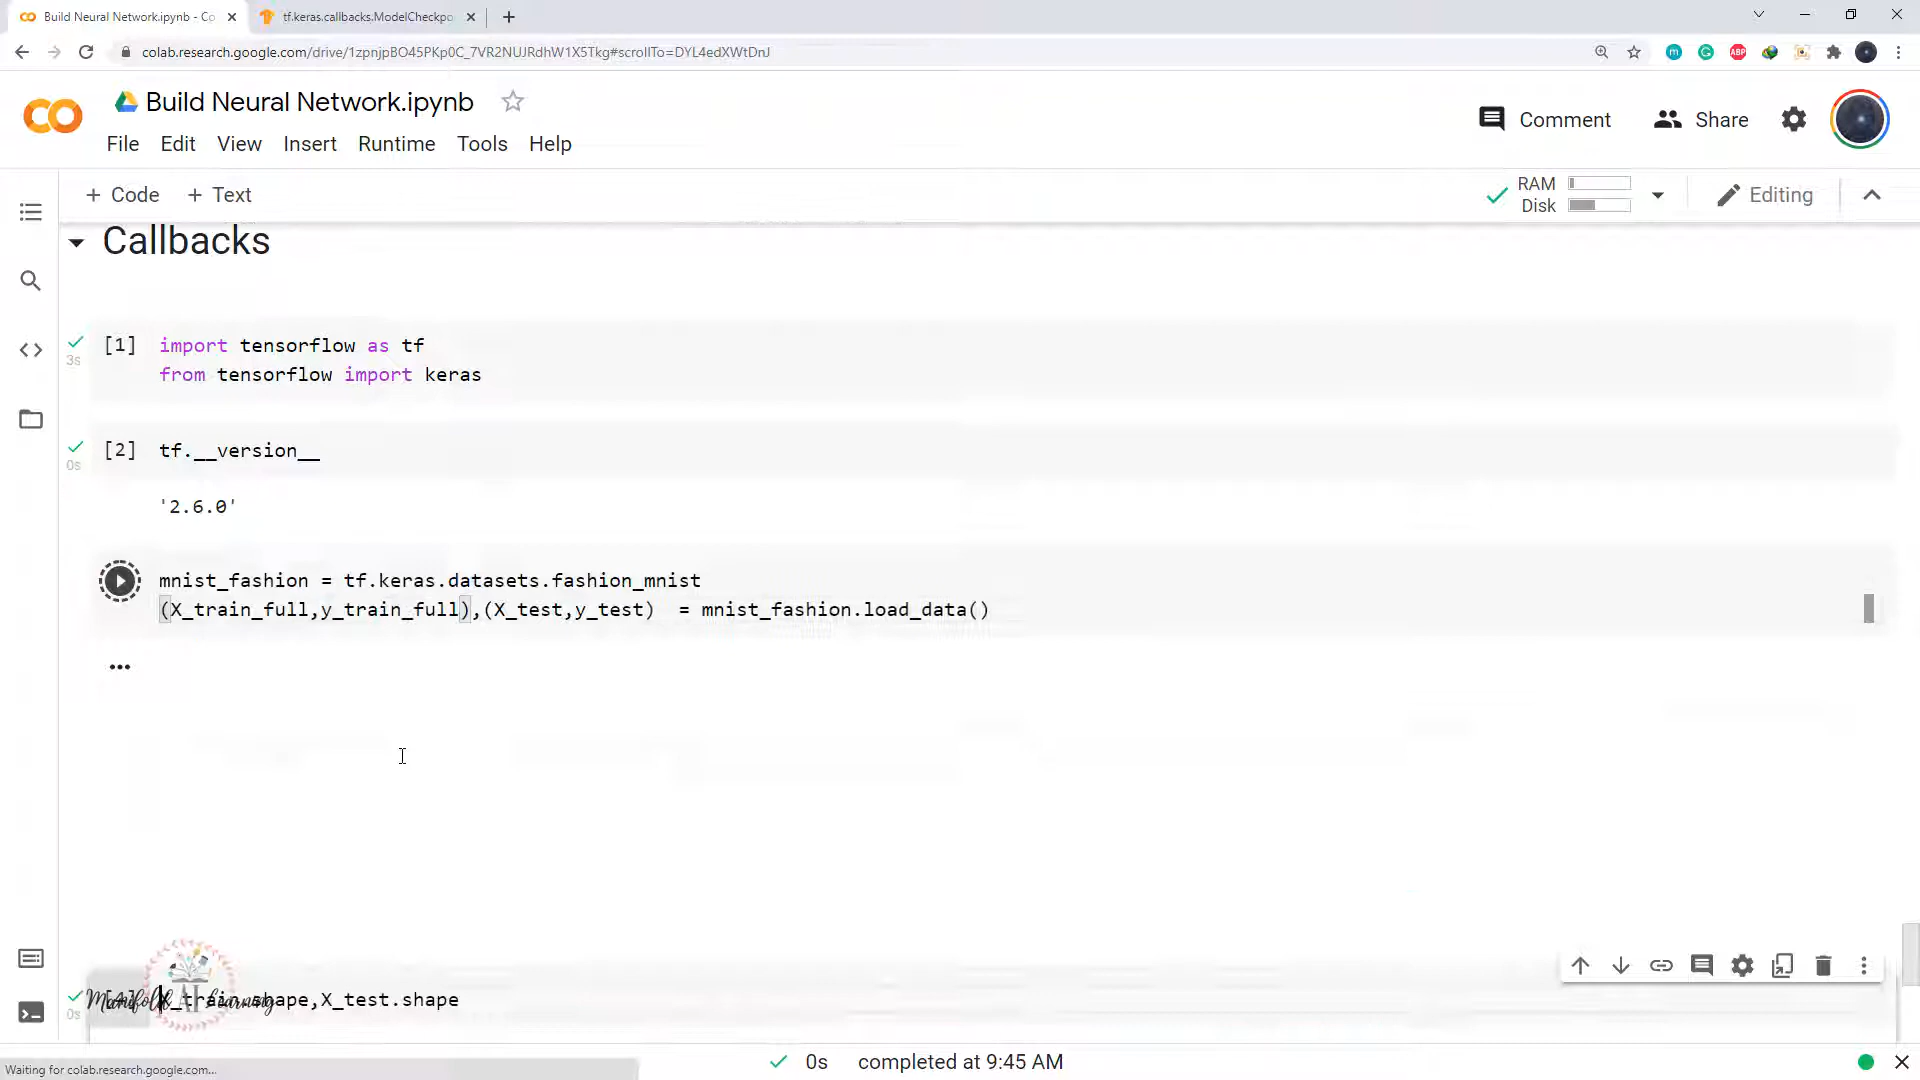 Build Neural Network.ipynb - Co
tf.keras.callbacks.ModelCheckpo
colab.research.google.com/drive/1zpnjpBO45PKp0C_7VR2NUJRdhW1X5Tkg#scrollTo=DYL4edXWtDnJ
Build Neural Network.ipynb
File Edit View Insert Runtime Tools Help
Comment
Share
+ Code + Text
RAM
Disk
Editing
Callbacks
3s
[1] import tensorflow as tf
from tensorflow import keras
0s
[2] tf.__version__
'2.6.0'
mnist_fashion = tf.keras.datasets.fashion_mnist
(X_train_full,y_train_full),(X_test,y_test)  = mnist_fashion.load_data()
X_train.shape,X_test.shape
0s
Manifold AI Learning
0s completed at 9:45 AM
Waiting for colab.research.google.com...